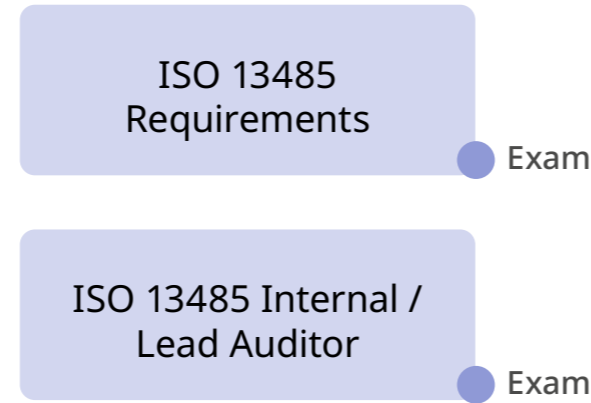 ISO 13485
Requirements
Exam
ISO 13485 Internal /
Lead Auditor
Exam